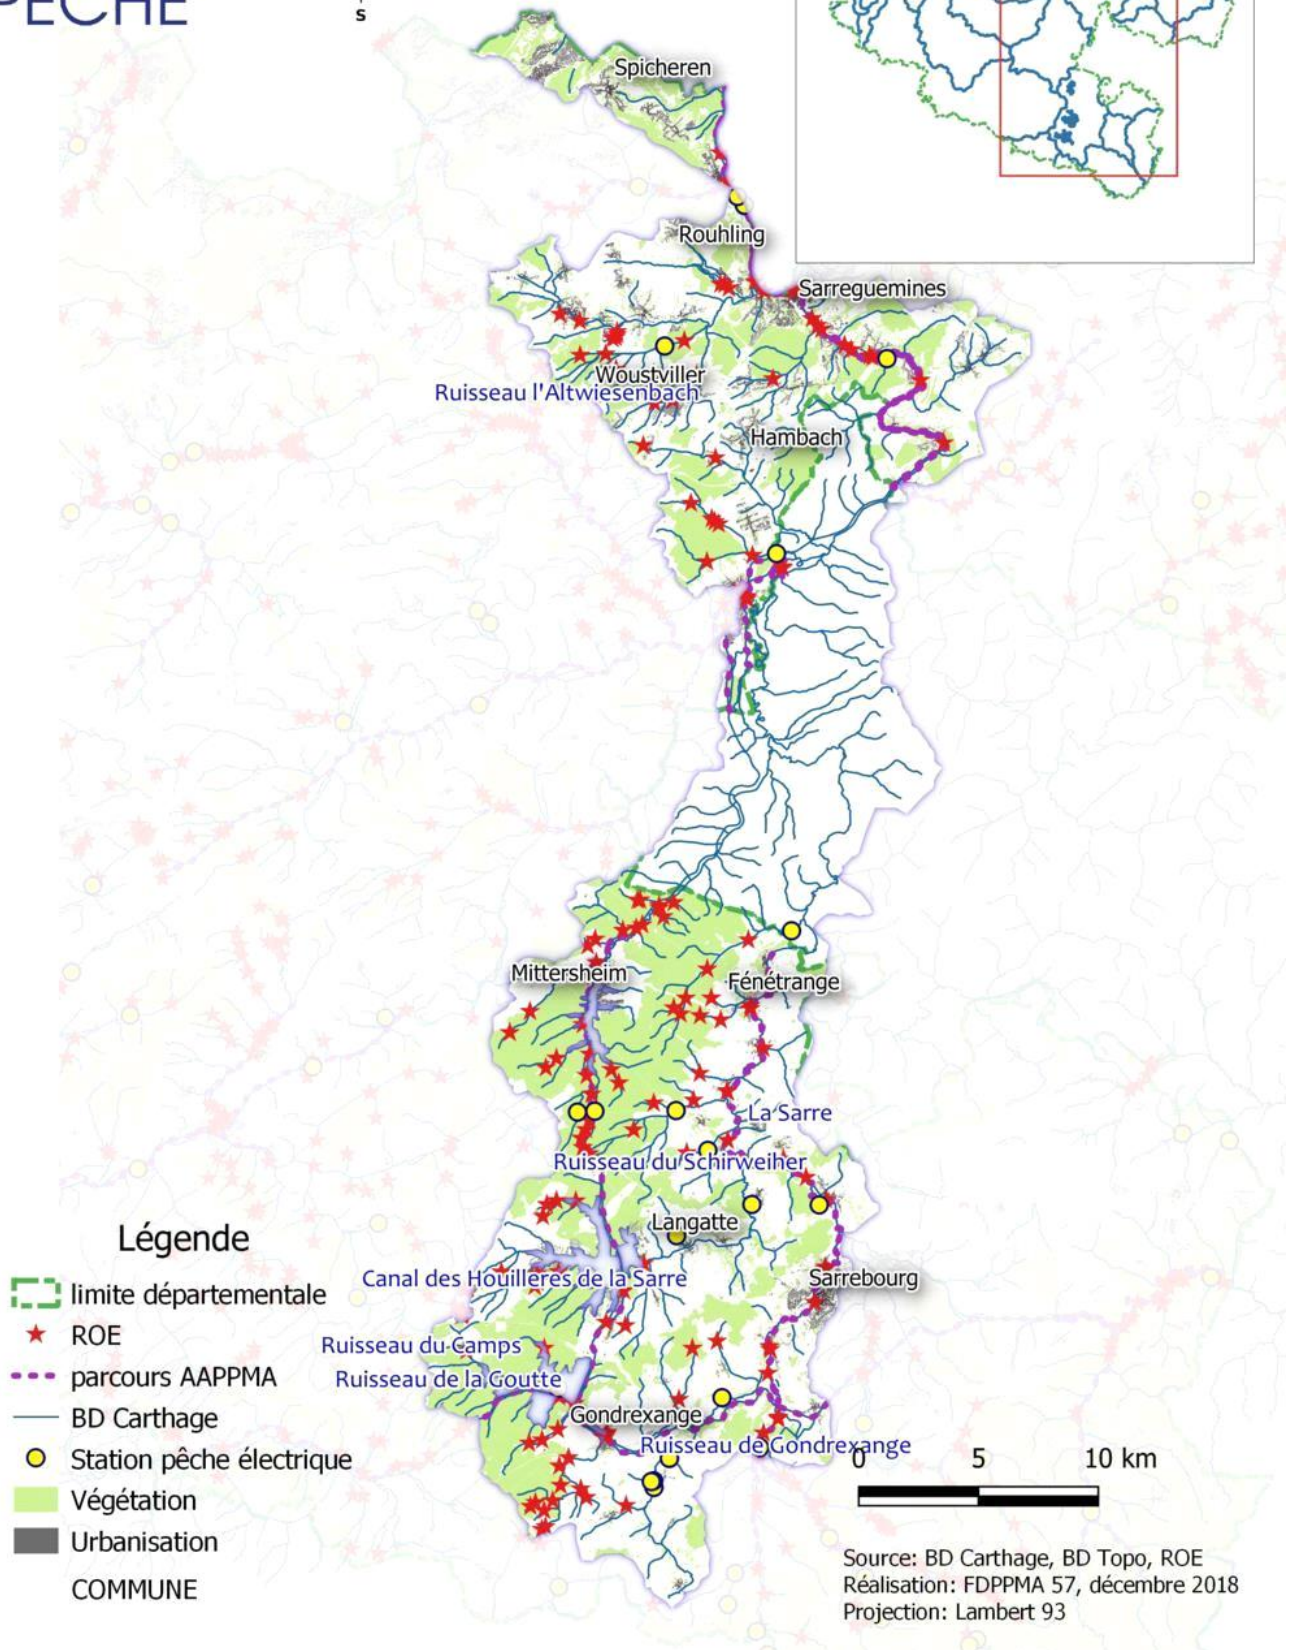 PÊCHE
S
Spicheren
Rouhling
Sarreguemines
Woustviller
Ruisseau l'Altwiesenbach
Hambach
Mittersheim
Fénétrange
La Sarre
Ruisseau du Schirweiher
Langatte
Canal des Houilleres de la Sarre
Sarrebourg
Ruisseau du Camps
Ruisseau de la Goutte
Gondrexange
Ruisseau de Gondrexange
Légende
limite départementale
ROE
parcours AAPPMA
BD Carthage
Station pêche électrique
Végétation
Urbanisation
COMMUNE
0 5 10 km
Source: BD Carthage, BD Topo, ROE
Réalisation: FDPPMA 57, décembre 2018
Projection: Lambert 93